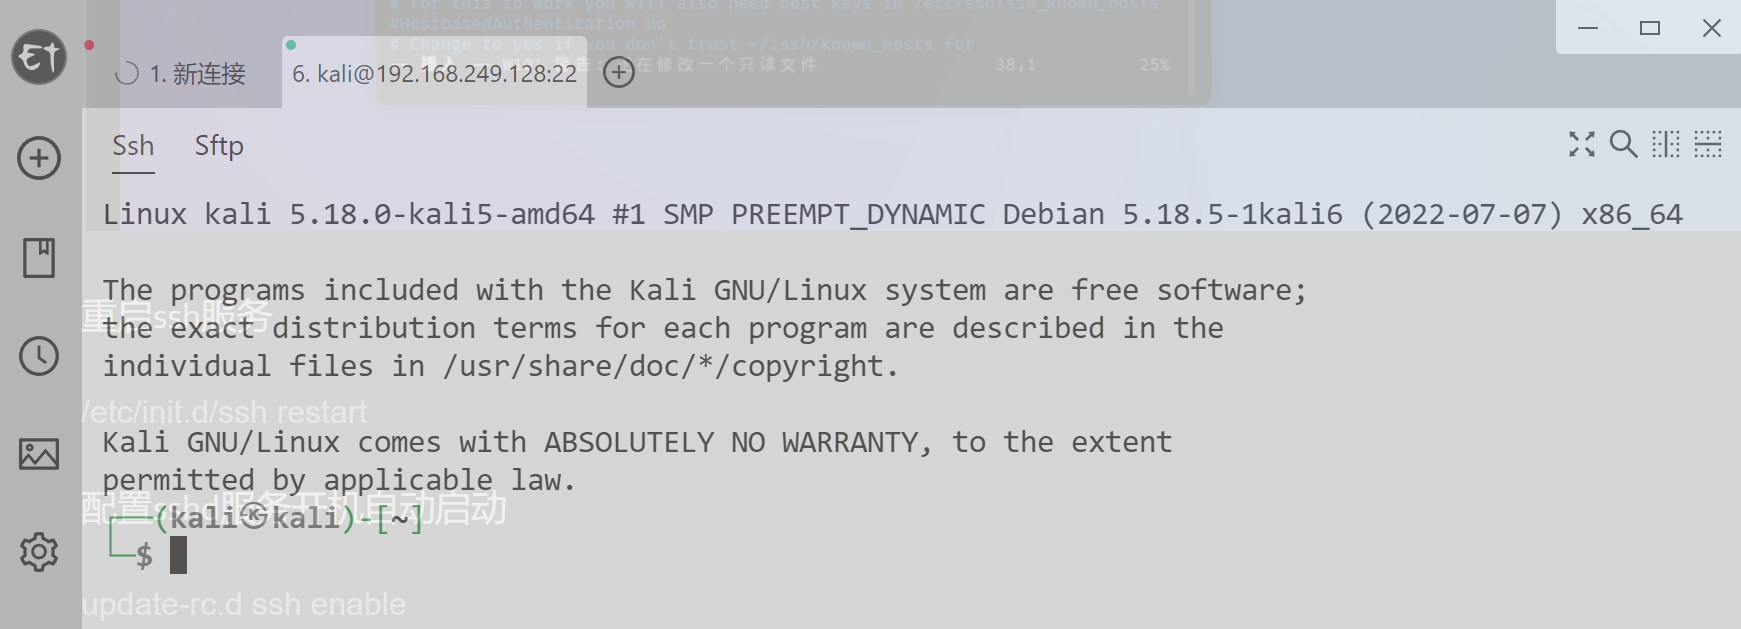 # For this to work you will also need host keys in /etc/ssh/ssh_known_hosts
#HostbasedAuthentication no
# Change to yes if you don't trust ~/.ssh/known_hosts for
-- 插入 -- W10: 警告: 在修改一个只读文件 38,1 25%
1. 新连接
6. kali@192.168.249.128:22
Ssh Sftp
Linux kali 5.18.0-kali5-amd64 #1 SMP PREEMPT_DYNAMIC Debian 5.18.5-1kali6 (2022-07-07) x86_64
The programs included with the Kali GNU/Linux system are free software;
重启ssh服务
the exact distribution terms for each program are described in the
individual files in /usr/share/doc/*/copyright.
/etc/init.d/ssh restart
Kali GNU/Linux comes with ABSOLUTELY NO WARRANTY, to the extent
permitted by applicable law.
配置sshd服务开机自动启动
┌──(kali㉿kali)-[~]
└─$
update-rc.d ssh enable